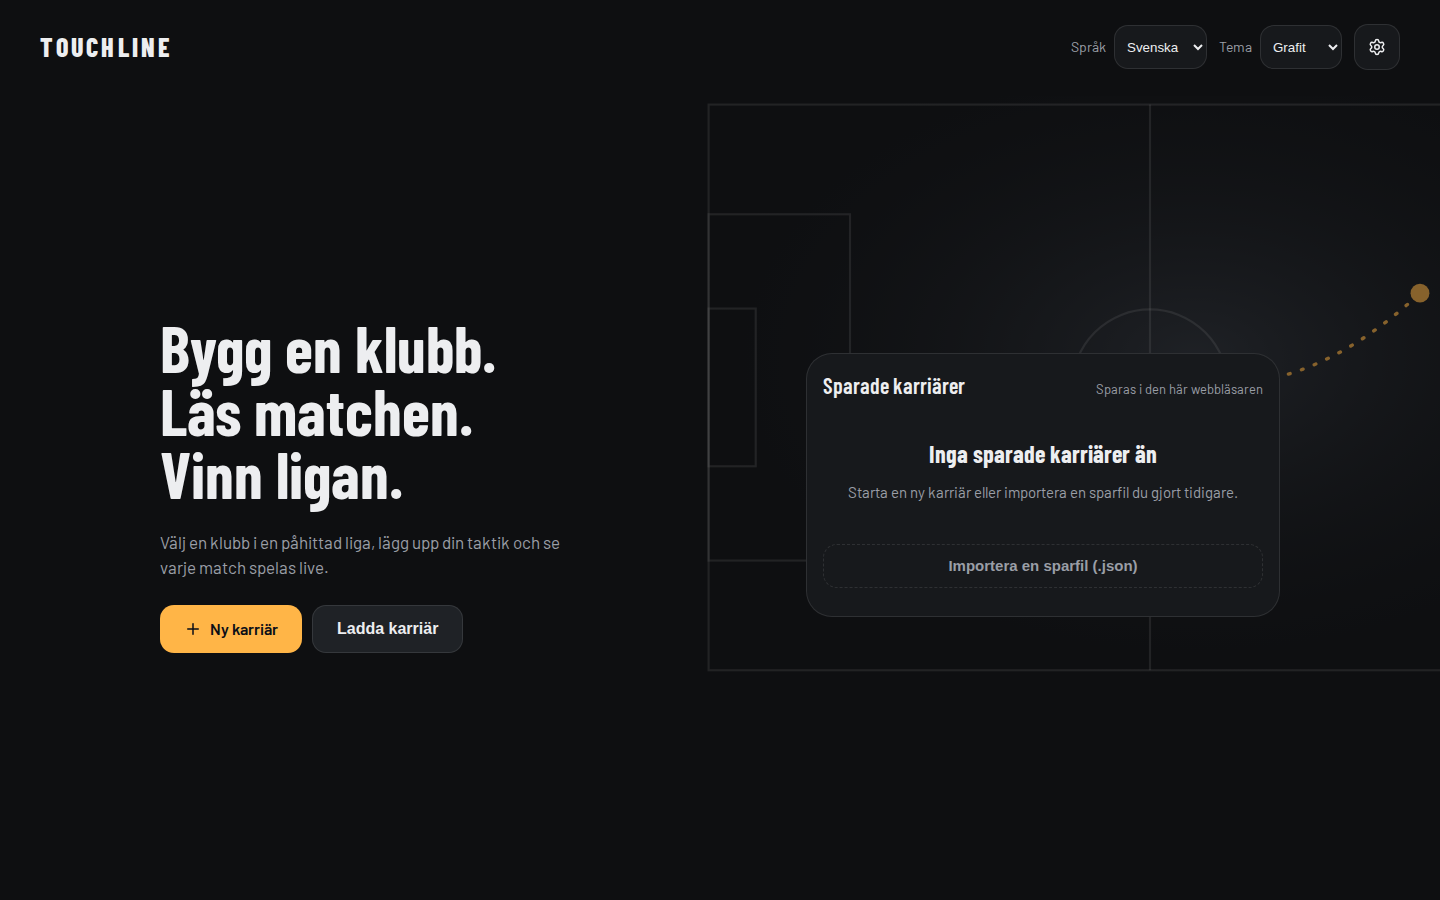 TOUCHLINE
Språk Svenska Tema Grafit
Bygg en klubb.
Läs matchen.
Vinn ligan.
Välj en klubb i en påhittad liga, lägg upp din taktik och se
varje match spelas live.
Ny karriär Ladda karriär
Sparade karriärer Sparas i den här webbläsaren
Inga sparade karriärer än
Starta en ny karriär eller importera en sparfil du gjort tidigare.
Importera en sparfil (.json)